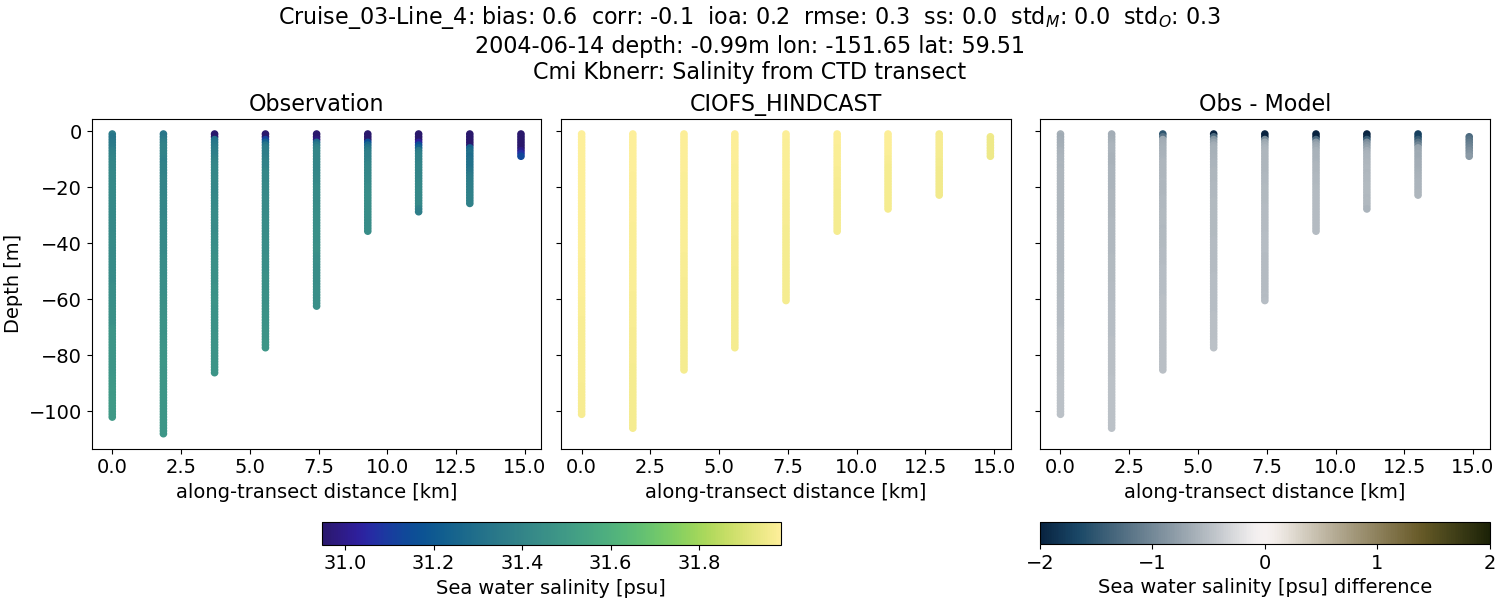 Cruise_03-Line_4: bias: 0.6  corr: -0.1  ioa: 0.2  rmse: 0.3  ss: 0.0  std_M: 0.0  std_O: 0.3
2004-06-14 depth: -0.99m lon: -151.65 lat: 59.51
Cmi Kbnerr: Salinity from CTD transect
Observation
CIOFS_HINDCAST
Obs - Model
Depth [m]
0
−20
−40
−60
−80
−100
0.0 2.5 5.0 7.5 10.0 12.5 15.0
along-transect distance [km]
0.0 2.5 5.0 7.5 10.0 12.5 15.0
along-transect distance [km]
0.0 2.5 5.0 7.5 10.0 12.5 15.0
along-transect distance [km]
31.0 31.2 31.4 31.6 31.8
Sea water salinity [psu]
−2 −1 0 1 2
Sea water salinity [psu] difference